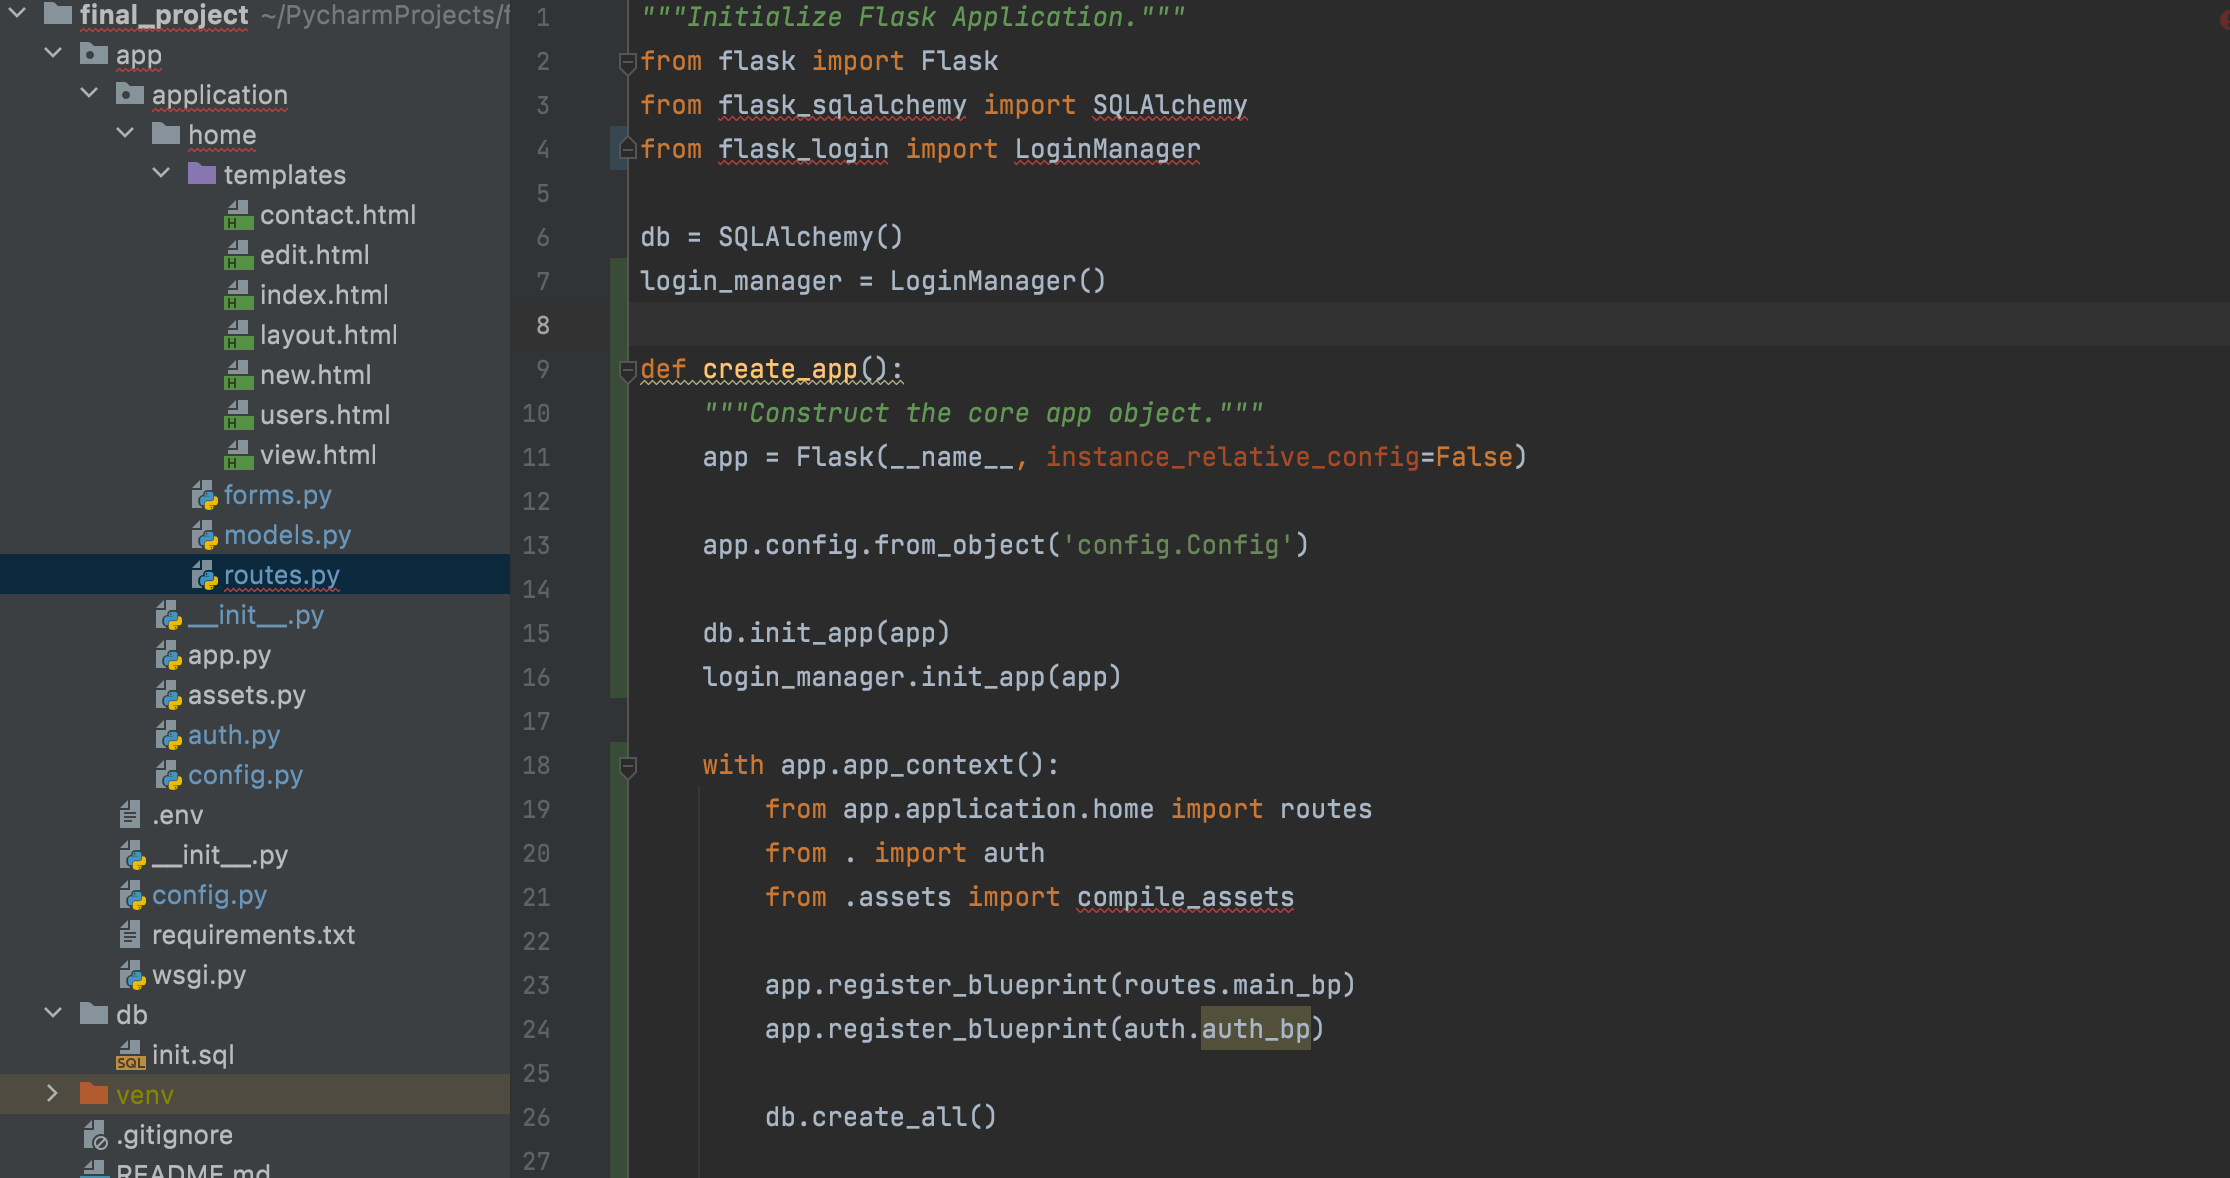 final_project ~/PycharmProjects/f
app
application
home
templates
contact.html
edit.html
index.html
layout.html
new.html
users.html
view.html
forms.py
models.py
routes.py
__init__.py
app.py
assets.py
auth.py
config.py
.env
__init__.py
config.py
requirements.txt
wsgi.py
db
init.sql
venv
.gitignore
README.md
1 """Initialize Flask Application."""
2 from flask import Flask
3 from flask_sqlalchemy import SQLAlchemy
4 from flask_login import LoginManager
5
6 db = SQLAlchemy()
7 login_manager = LoginManager()
8
9 def create_app():
10     """Construct the core app object."""
11     app = Flask(__name__, instance_relative_config=False)
12
13     app.config.from_object('config.Config')
14
15     db.init_app(app)
16     login_manager.init_app(app)
17
18     with app.app_context():
19         from app.application.home import routes
20         from . import auth
21         from .assets import compile_assets
22
23         app.register_blueprint(routes.main_bp)
24         app.register_blueprint(auth.auth_bp)
25
26         db.create_all()
27